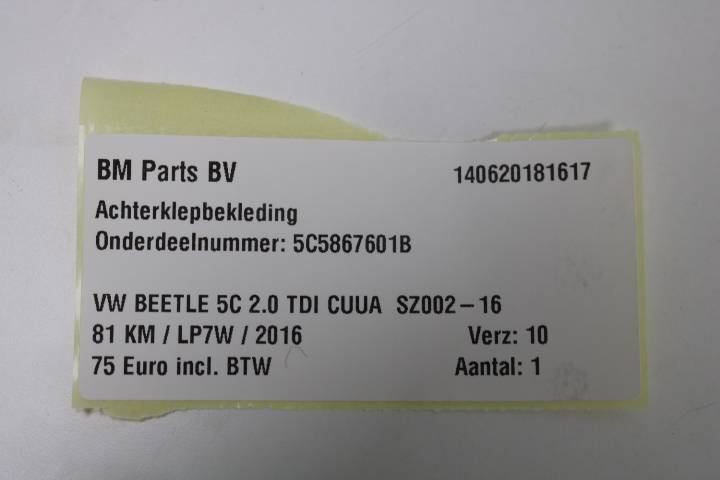 BM Parts BV 140620181617
Achterklepbekleding
Onderdeelnummer: 5C5867601B
VW BEETLE 5C 2.0 TDI CUUA SZ002-16
81 KM / LP7W / 2016 Verz: 10
75 Euro incl. BTW Aantal: 1